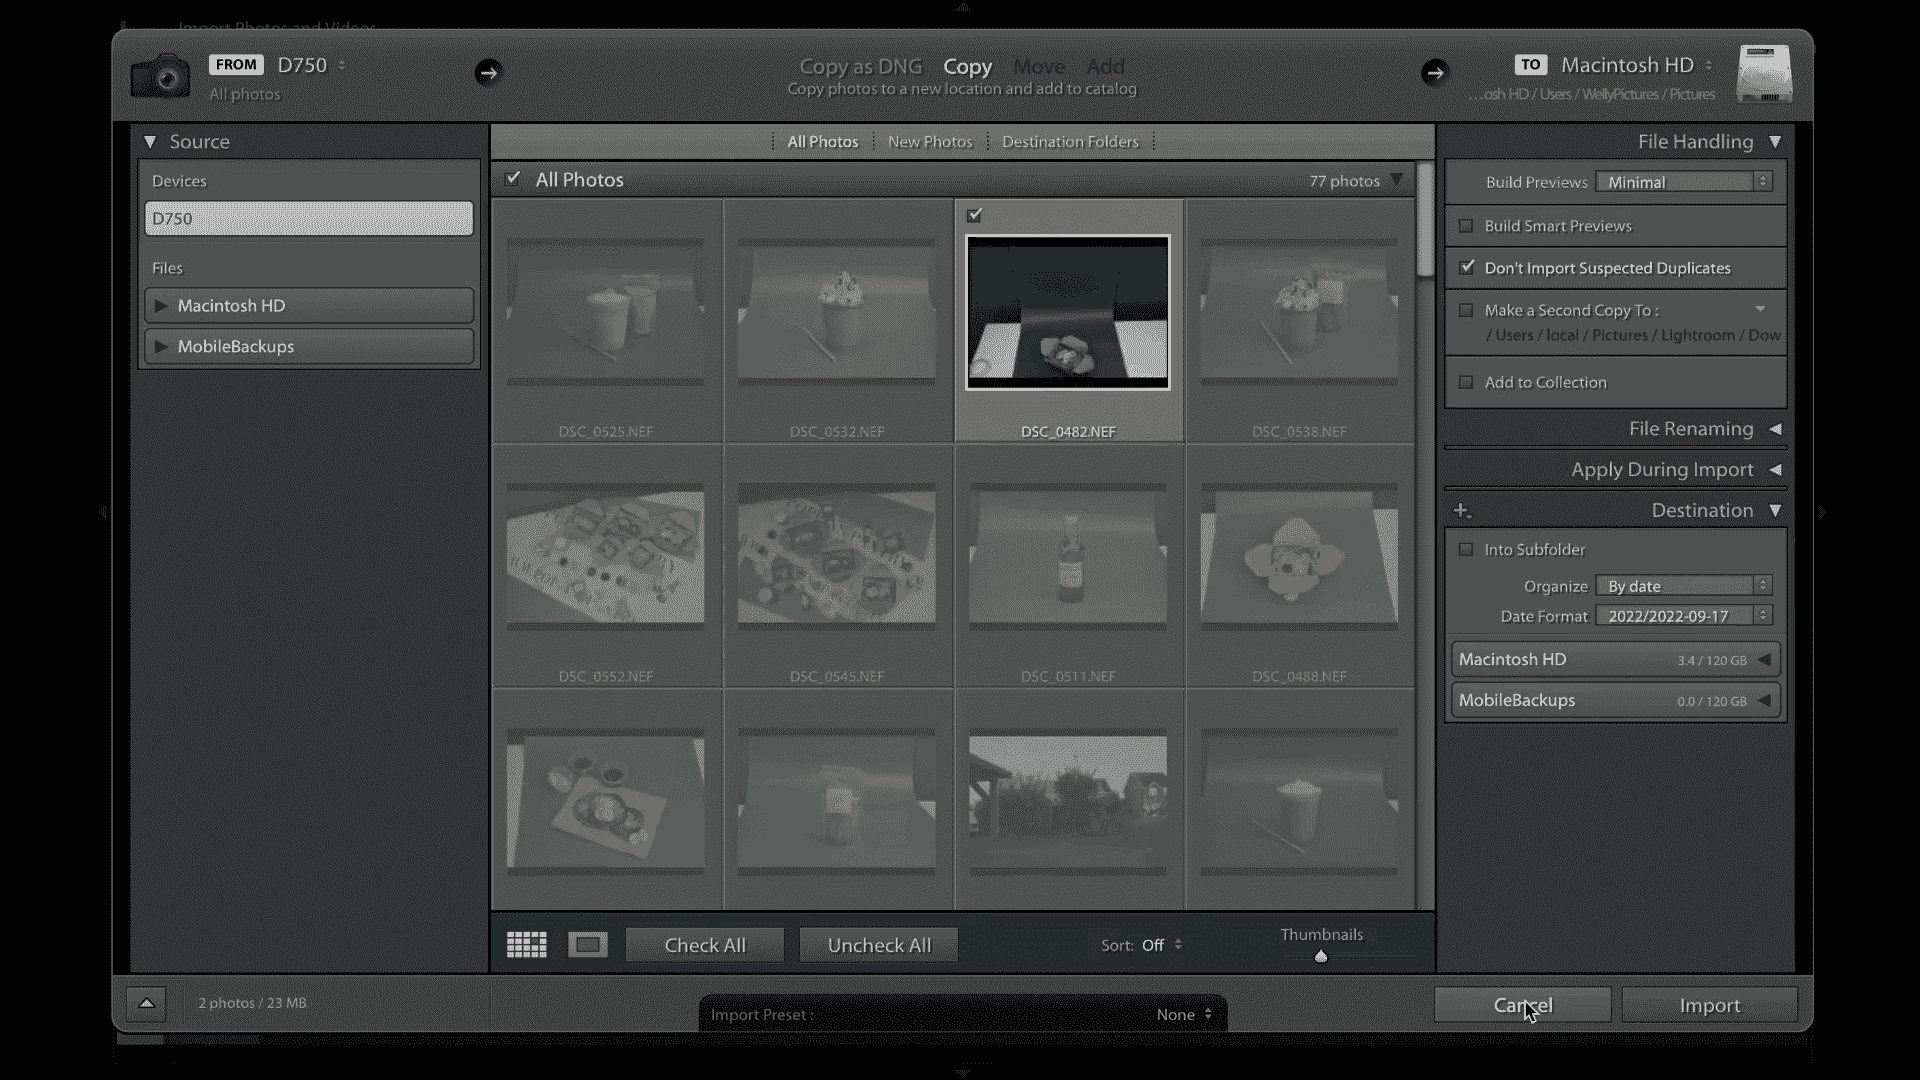 Import Photos and Videos
FROM D750
All photos
Copy as DNG Copy Move Add
Copy photos to a new location and add to catalog
TO Macintosh HD
...osh HD / Users / WellyPictures / Pictures
Source
Devices
D750
Files
Macintosh HD
MobileBackups
All Photos New Photos Destination Folders
All Photos 77 photos
DSC_0525.NEF DSC_0532.NEF DSC_0482.NEF DSC_0538.NEF
DSC_0552.NEF DSC_0545.NEF DSC_0511.NEF DSC_0488.NEF
Check All Uncheck All Sort: Off Thumbnails
File Handling
Build Previews Minimal
Build Smart Previews
Don't Import Suspected Duplicates
Make a Second Copy To :
/ Users / local / Pictures / Lightroom / Dow
Add to Collection
File Renaming
Apply During Import
Destination
Into Subfolder
Organize By date
Date Format 2022/2022-09-17
Macintosh HD 3.4 / 120 GB
MobileBackups 0.0 / 120 GB
2 photos / 23 MB
Import Preset : None
Cancel Import